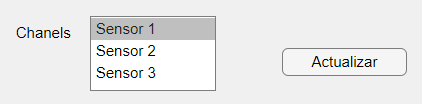 Chanels
Sensor 1
Sensor 2
Sensor 3
Actualizar